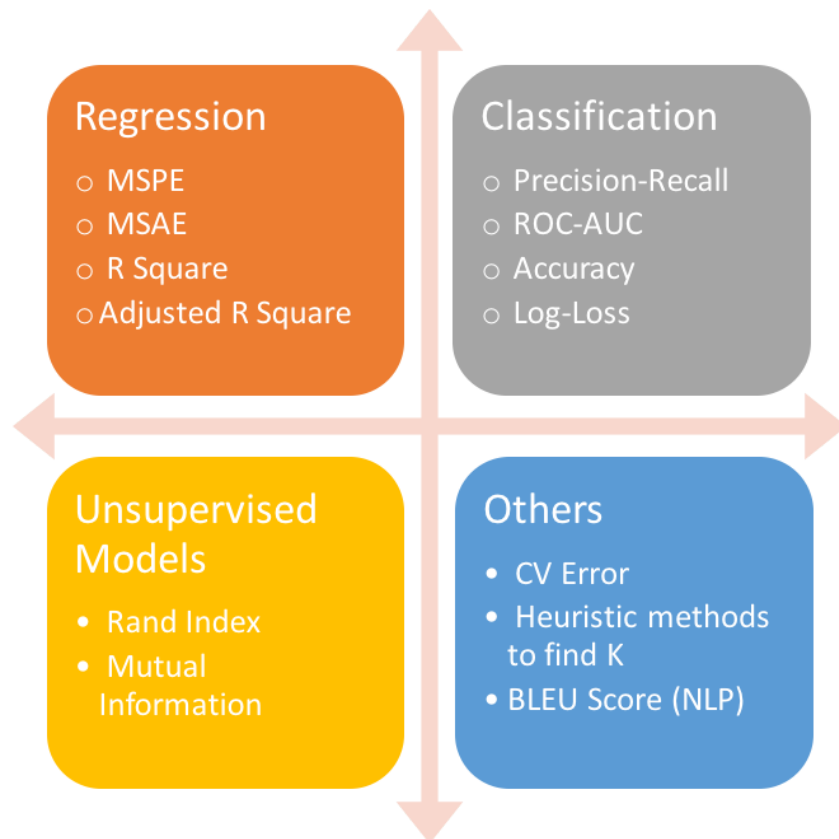 Regression
○ MSPE
○ MSAE
○ R Square
○ Adjusted R Square
Classification
○ Precision-Recall
○ ROC-AUC
○ Accuracy
○ Log-Loss
Unsupervised
Models
• Rand Index
• Mutual
Information
Others
• CV Error
• Heuristic methods
to find K
• BLEU Score (NLP)